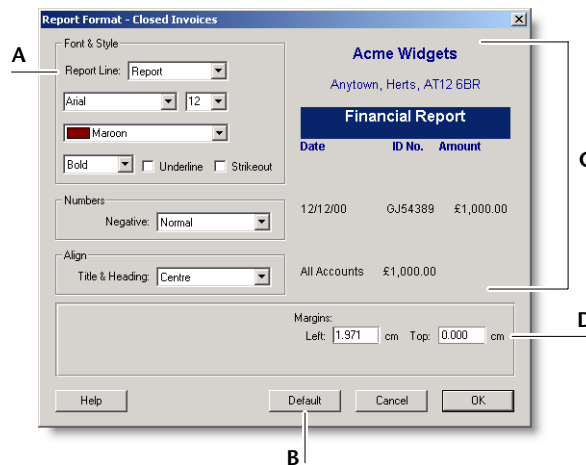 Report Format - Closed Invoices
A
Font & Style
Report Line: Report
Arial 12
Maroon
Bold Underline Strikeout
Numbers
Negative: Normal
Align
Title & Heading: Centre
Acme Widgets
Anytown, Herts, AT12 6BR
Financial Report
Date ID No. Amount
12/12/00 GJ54389 £1,000.00
All Accounts £1,000.00
C
Margins:
Left: 1.971 cm Top: 0.000 cm
D
Help Default Cancel OK
B